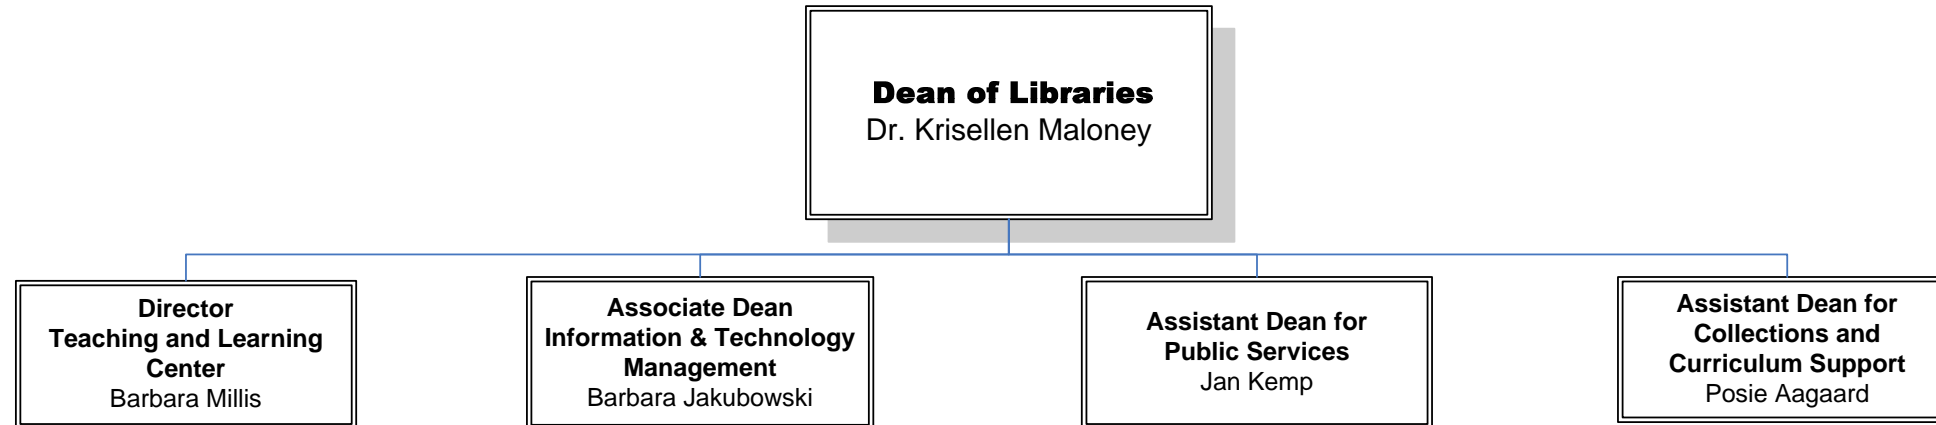 Dean of Libraries
Dr. Krisellen Maloney
Director
Teaching and Learning
Center
Barbara Millis
Associate Dean
Information & Technology
Management
Barbara Jakubowski
Assistant Dean for
Public Services
Jan Kemp
Assistant Dean for
Collections and
Curriculum Support
Posie Aagaard